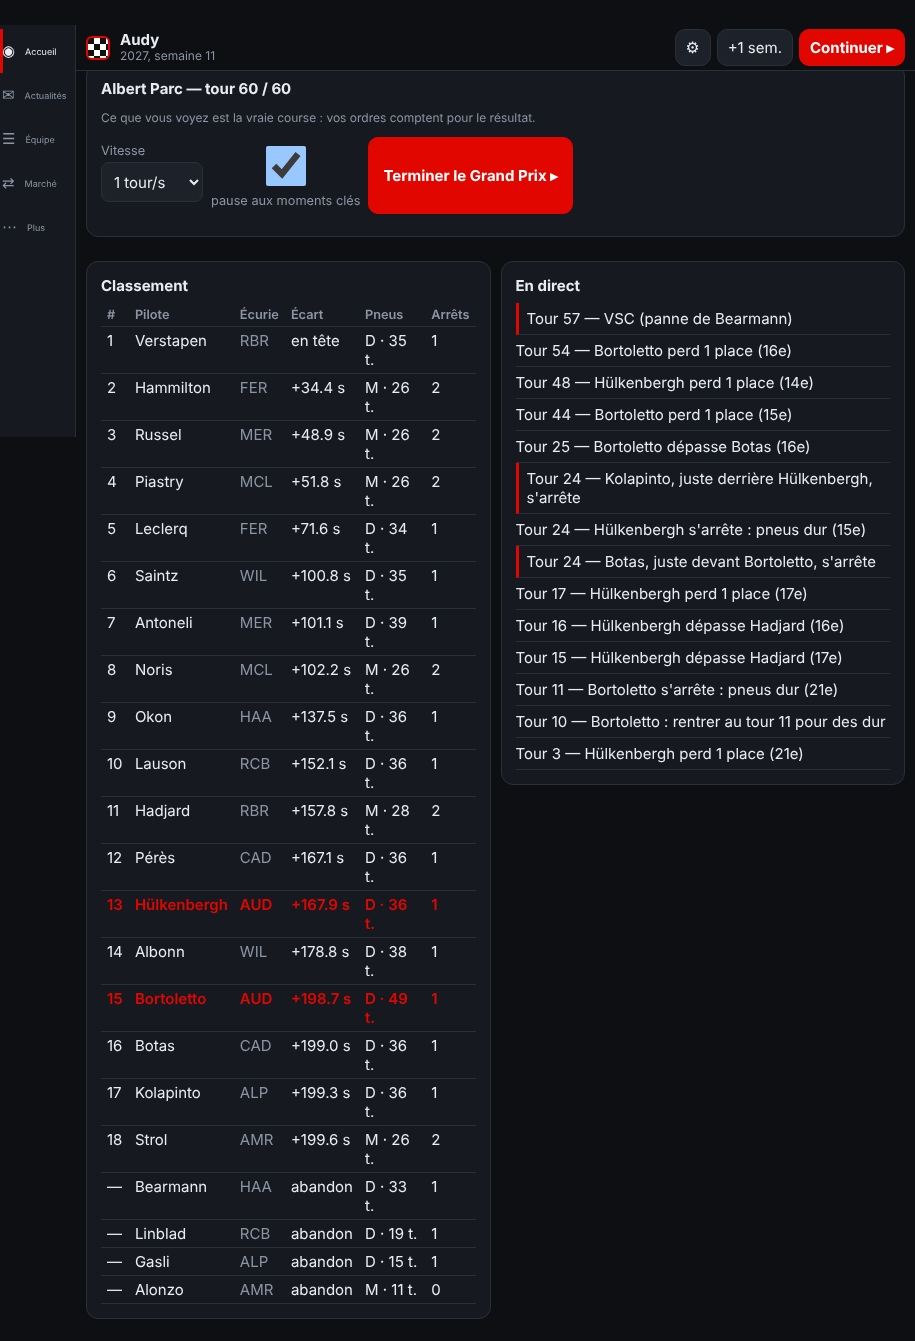 Accueil
Actualités
Équipe
Marché
Plus
Audy
2027, semaine 11
+1 sem.
Continuer ▸
Albert Parc — tour 60 / 60
Ce que vous voyez est la vraie course : vos ordres comptent pour le résultat.
Vitesse
1 tour/s
pause aux moments clés
Terminer le Grand Prix ▸
Classement
# Pilote Écurie Écart Pneus Arrêts
1 Verstapen RBR en tête D · 35 t. 1
2 Hammilton FER +34.4 s M · 26 t. 2
3 Russel MER +48.9 s M · 26 t. 2
4 Piastry MCL +51.8 s M · 26 t. 2
5 Leclerq FER +71.6 s D · 34 t. 1
6 Saintz WIL +100.8 s D · 35 t. 1
7 Antoneli MER +101.1 s D · 39 t. 1
8 Noris MCL +102.2 s M · 26 t. 2
9 Okon HAA +137.5 s D · 36 t. 1
10 Lauson RCB +152.1 s D · 36 t. 1
11 Hadjard RBR +157.8 s M · 28 t. 2
12 Pérès CAD +167.1 s D · 36 t. 1
13 Hülkenbergh AUD +167.9 s D · 36 t. 1
14 Albonn WIL +178.8 s D · 38 t. 1
15 Bortoletto AUD +198.7 s D · 49 t. 1
16 Botas CAD +199.0 s D · 36 t. 1
17 Kolapinto ALP +199.3 s D · 36 t. 1
18 Strol AMR +199.6 s M · 26 t. 2
— Bearmann HAA abandon D · 33 t. 1
— Linblad RCB abandon D · 19 t. 1
— Gasli ALP abandon D · 15 t. 1
— Alonzo AMR abandon M · 11 t. 0
En direct
Tour 57 — VSC (panne de Bearmann)
Tour 54 — Bortoletto perd 1 place (16e)
Tour 48 — Hülkenbergh perd 1 place (14e)
Tour 44 — Bortoletto perd 1 place (15e)
Tour 25 — Bortoletto dépasse Botas (16e)
Tour 24 — Kolapinto, juste derrière Hülkenbergh,
s'arrête
Tour 24 — Hülkenbergh s'arrête : pneus dur (15e)
Tour 24 — Botas, juste devant Bortoletto, s'arrête
Tour 17 — Hülkenbergh perd 1 place (17e)
Tour 16 — Hülkenbergh dépasse Hadjard (16e)
Tour 15 — Hülkenbergh dépasse Hadjard (17e)
Tour 11 — Bortoletto s'arrête : pneus dur (21e)
Tour 10 — Bortoletto : rentrer au tour 11 pour des dur
Tour 3 — Hülkenbergh perd 1 place (21e)